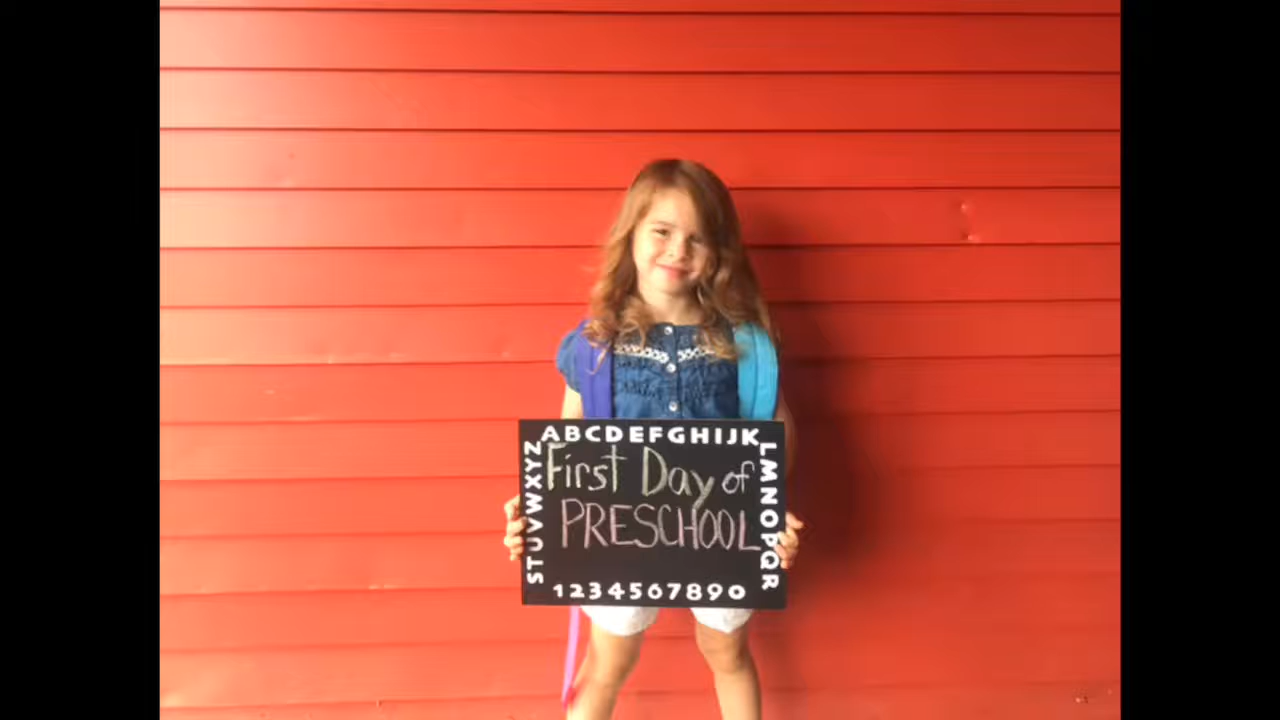 ABCDEFGHIJK
LMNOPQR
STUVWXYZ
First Day of
PRESCHOOL
1234567890